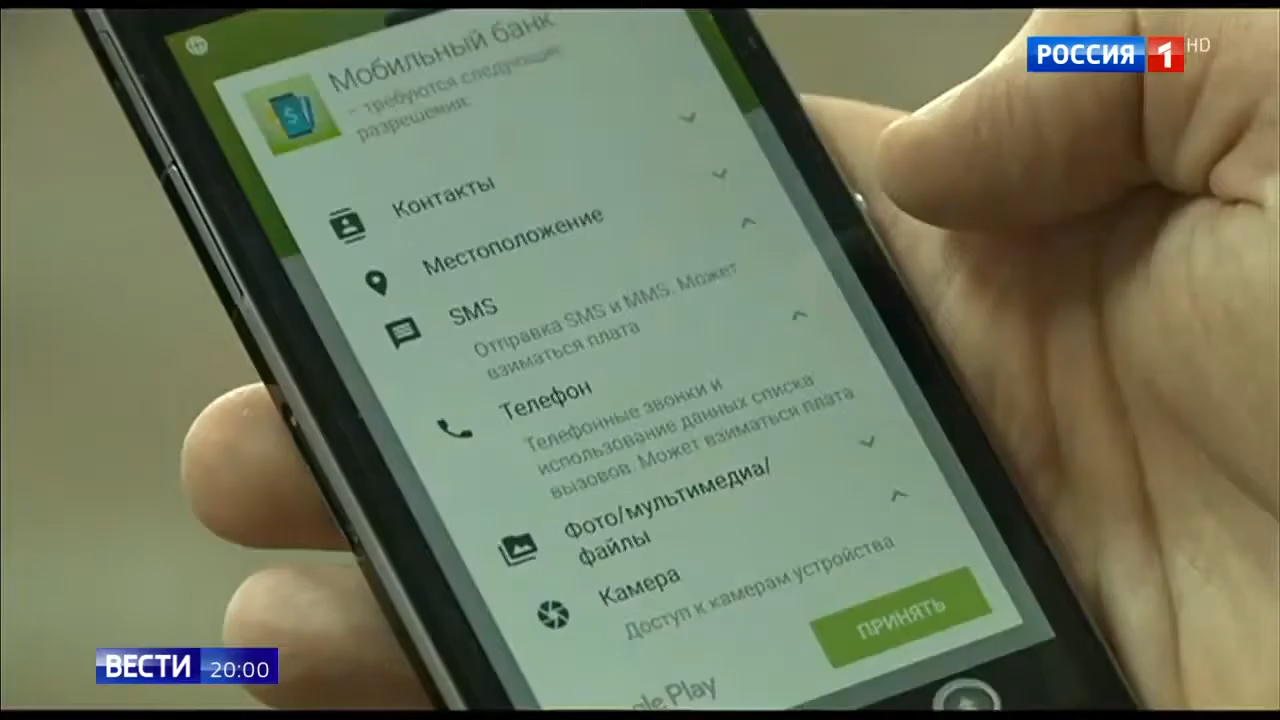 РОССИЯ 1 HD
Мобильный банк
– требуются следующие
разрешения:
Контакты
Местоположение
SMS
Отправка SMS и MMS. Может
взиматься плата
Телефон
Телефонные звонки и
использование данных списка
вызовов. Может взиматься плата
Фото/мультимедиа/
файлы
Камера
Доступ к камерам устройства
ПРИНЯТЬ
Play
ВЕСТИ 20:00